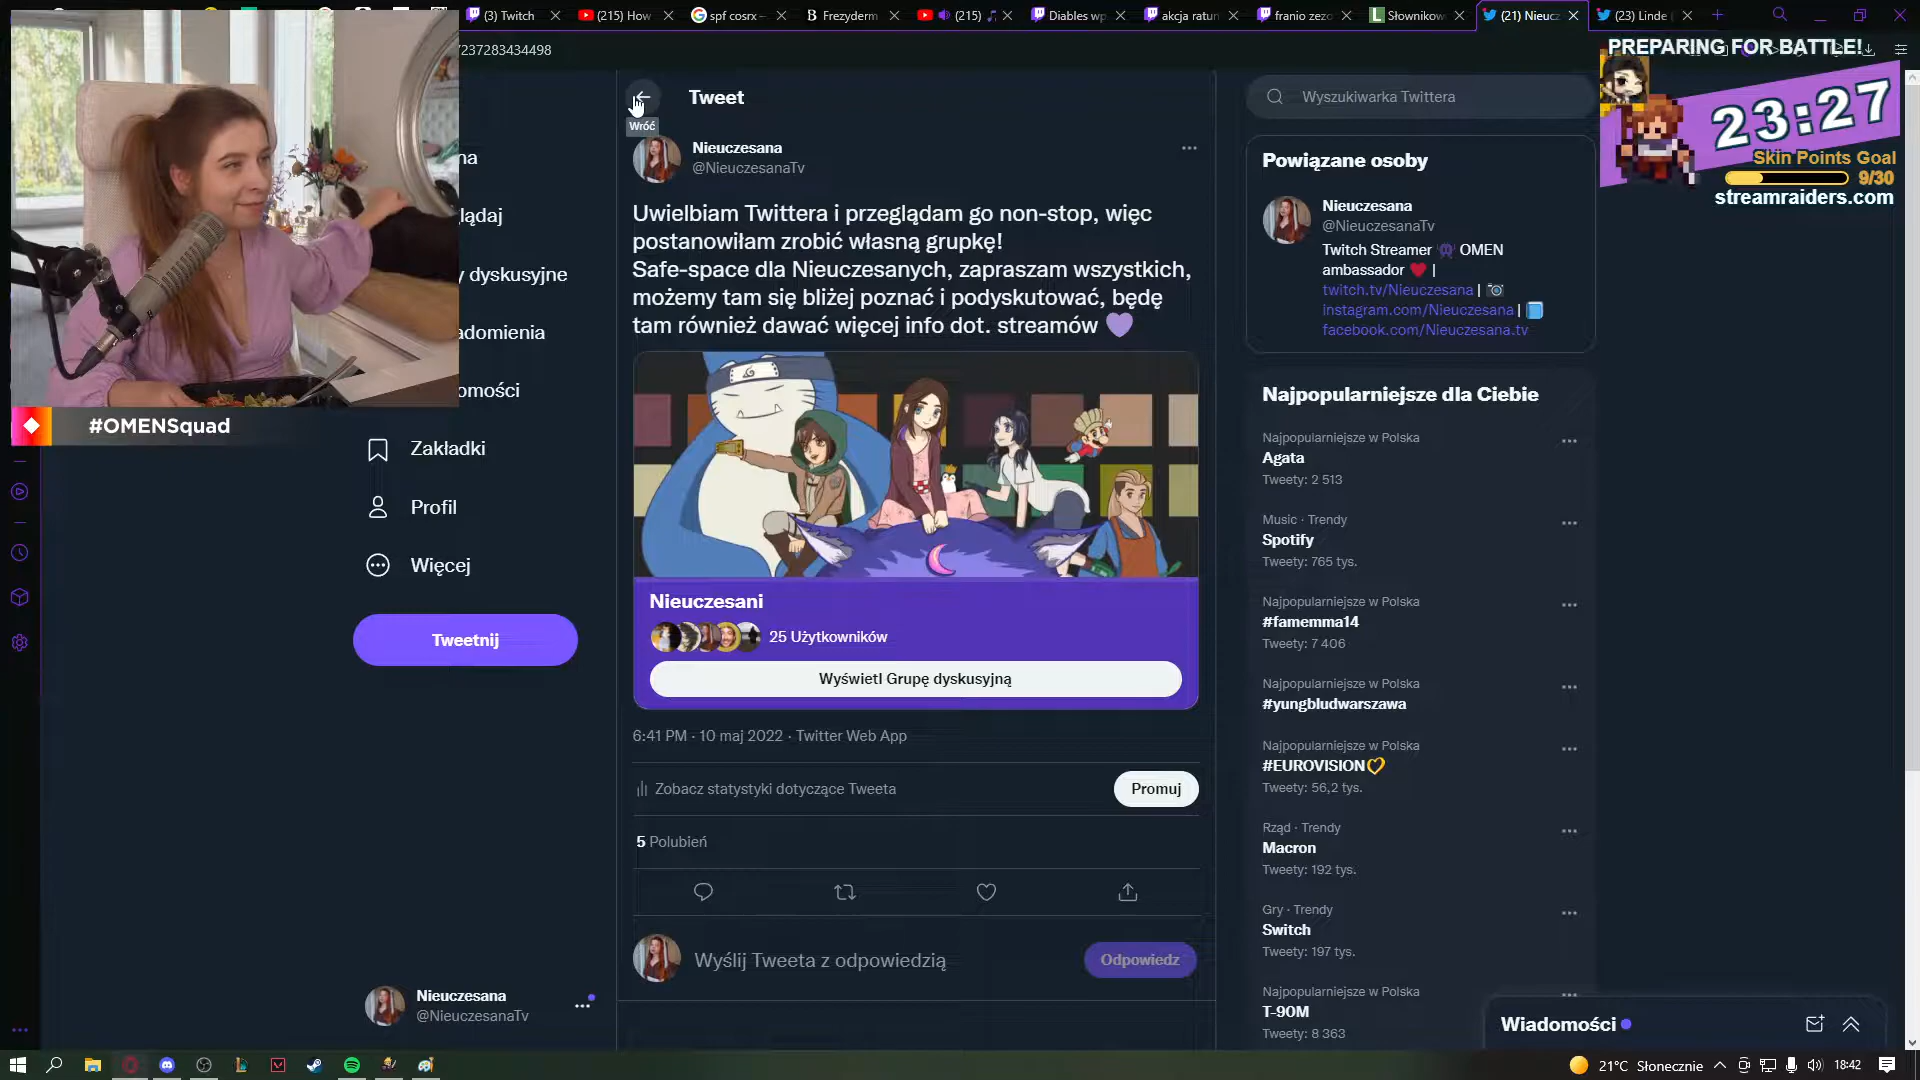 (3) Twitch
(215) How
spf cosrx –
Frezyderm
(215)
Diables wp
akcja ratun
franio zezo
Słownikow
(21) Nieucz
(23) Linde (
/237283434498
Tweet
Wróć
Nieuczesana
@NieuczesanaTv
Uwielbiam Twittera i przeglądam go non-stop, więc
postanowiłam zrobić własną grupkę!
Safe-space dla Nieuczesanych, zapraszam wszystkich,
możemy tam się bliżej poznać i podyskutować, będę
tam również dawać więcej info dot. streamów 💜
Nieuczesani
25 Użytkowników
Wyświetl Grupę dyskusyjną
6:41 PM · 10 maj 2022 · Twitter Web App
Zobacz statystyki dotyczące Tweeta
Promuj
5 Polubień
Wyślij Tweeta z odpowiedzią
Odpowiedz
na
lądaj
y dyskusyjne
adomienia
omości
#OMENSquad
Zakładki
Profil
Więcej
Tweetnij
Nieuczesana
@NieuczesanaTv
Wyszukiwarka Twittera
Powiązane osoby
Nieuczesana
@NieuczesanaTv
Twitch Streamer 👾 OMEN
ambassador ❤️ |
twitch.tv/Nieuczesana | 📷
instagram.com/Nieuczesana | 📘
facebook.com/Nieuczesana.tv
Najpopularniejsze dla Ciebie
Najpopularniejsze w Polska
Agata
Tweety: 2 513
Music · Trendy
Spotify
Tweety: 765 tys.
Najpopularniejsze w Polska
#famemma14
Tweety: 7 406
Najpopularniejsze w Polska
#yungbludwarszawa
Najpopularniejsze w Polska
#EUROVISION
Tweety: 56,2 tys.
Rząd · Trendy
Macron
Tweety: 192 tys.
Gry · Trendy
Switch
Tweety: 197 tys.
Najpopularniejsze w Polska
T-90M
Tweety: 8 363
Wiadomości
PREPARING FOR BATTLE!
23:27
Skin Points Goal
9/30
streamraiders.com
21°C Słonecznie
18:42